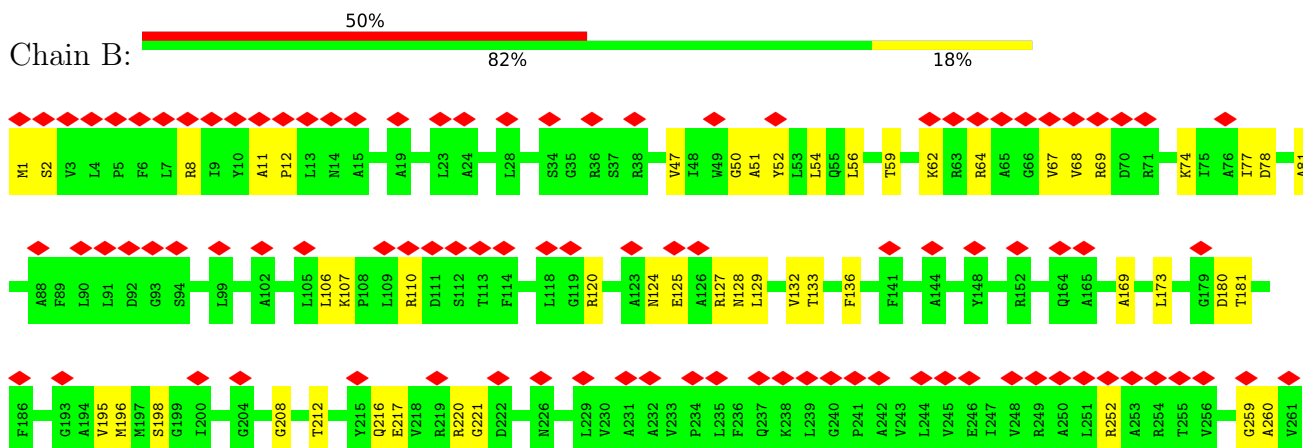 50%
Chain B:
82% 18%
M1 S2 V3 L4 P5 F6 L7 R8 I9 Y10 A11 P12 L13 N14 A15 A19 L23 A24 L28 S34 G35 R36 S37 R38 V47 I48 W49 G50 A51 Y52 L53 L54 Q55 L56 T59 K62 R63 R64 A65 G66 V67 V68 R69 D70 R71 K74 I75 A76 I77 D78 A81
A88 F89 L90 L91 D92 G93 S94 L99 A102 L105 L106 K107 P108 L109 R110 D111 S112 T113 F114 L118 G119 R120 A123 N124 E125 A126 R127 N128 L129 V132 T133 F136 F141 A144 Y148 R152 Q164 A165 A169 L173 G179 D180 T181
F186 G193 A194 V195 M196 M197 S198 G199 I200 G204 G208 T212 Y215 Q216 E217 V218 R219 R220 G221 D222 N226 L229 V230 A231 A232 V233 P234 L235 F236 Q237 K238 L239 G240 P241 A242 V243 L244 V245 E246 I247 V248 R249 A250 L251 R252 A253 R254 T255 V256 G259 A260 V261